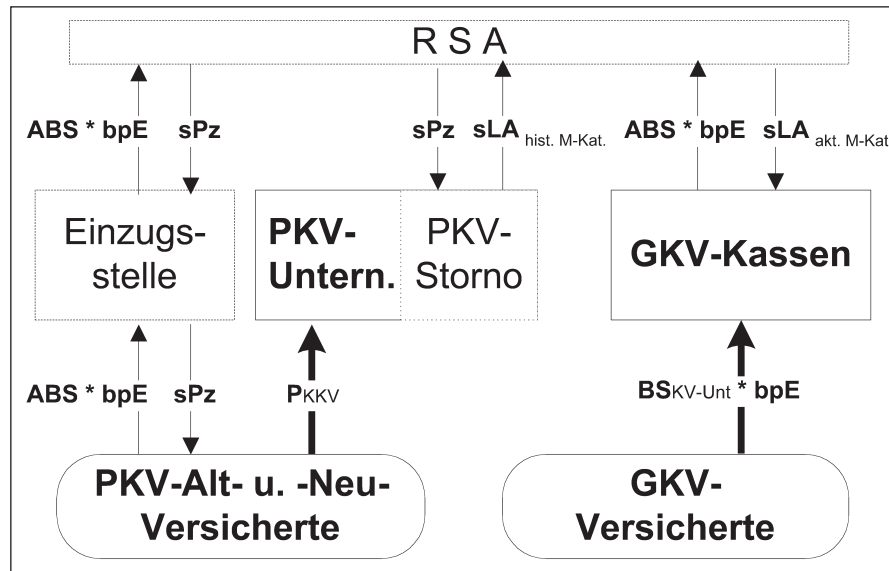 R S A
ABS * bpE sPz sPz sLA hist. M-Kat. ABS * bpE sLA akt. M-Kat
Einzugs-
stelle
PKV-
Untern.
PKV-
Storno
GKV-Kassen
ABS * bpE sPz PKKV BSKV-Unt * bpE
PKV-Alt- u. -Neu-
Versicherte
GKV-
Versicherte